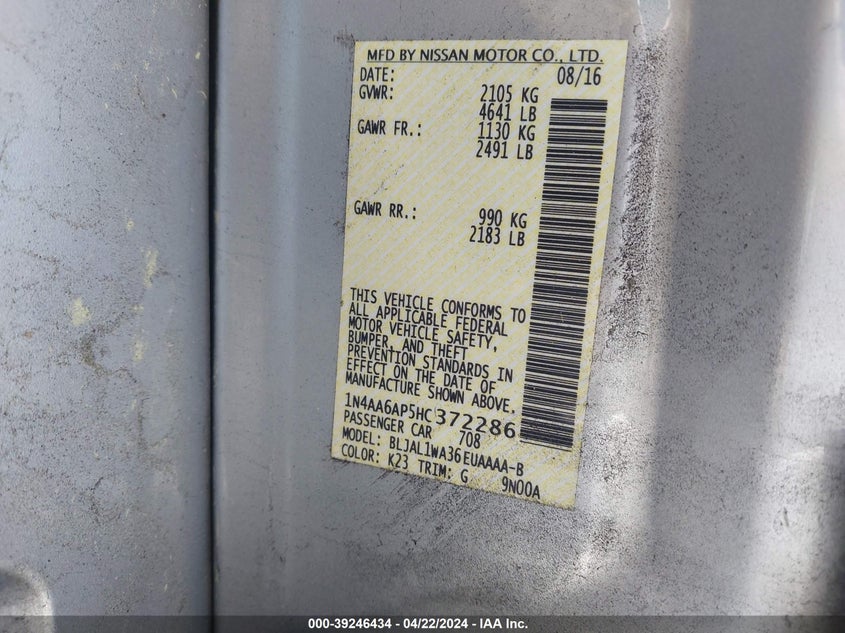 MFD BY NISSAN MOTOR CO., LTD.
DATE: 08/16
GVWR: 2105 KG
4641 LB
GAWR FR.: 1130 KG
2491 LB
GAWR RR.: 990 KG
2183 LB
THIS VEHICLE CONFORMS TO
ALL APPLICABLE FEDERAL
MOTOR VEHICLE SAFETY,
BUMPER, AND THEFT
PREVENTION STANDARDS IN
EFFECT ON THE DATE OF
MANUFACTURE SHOWN ABOVE.
1N4AA6AP5HC372286
PASSENGER CAR 708
MODEL: BLJAL1WA36EUAAAA-B
COLOR: K23 TRIM: G 9N00A
000-39246434 - 04/22/2024 - IAA Inc.